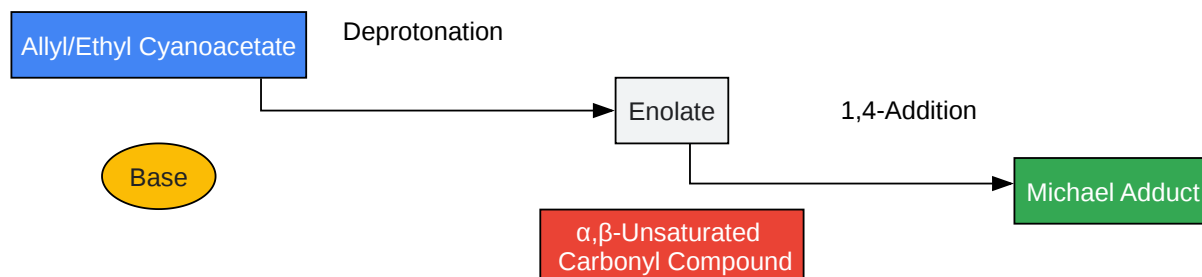 Allyl/Ethyl Cyanoacetate
Deprotonation
Enolate
1,4-Addition
Base
Michael Adduct
α,β-Unsaturated
Carbonyl Compound